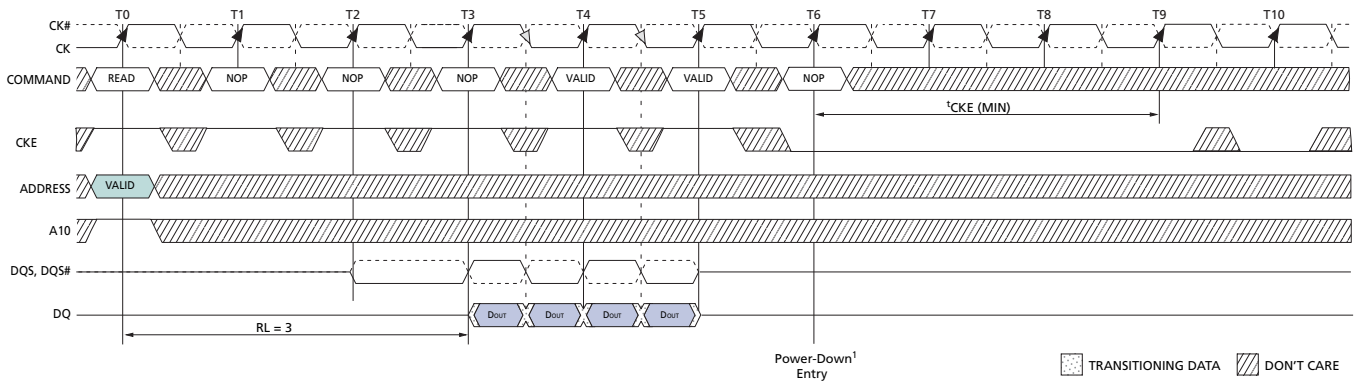 T0 T1 T2 T3 T4 T5 T6 T7 T8 T9 T10
CK#
CK
COMMAND READ NOP NOP NOP VALID VALID NOP
tCKE (MIN)
CKE
ADDRESS VALID
A10
DQS, DQS#
DQ DOUT DOUT DOUT DOUT
RL = 3
Power-Down1
Entry
TRANSITIONING DATA DON'T CARE